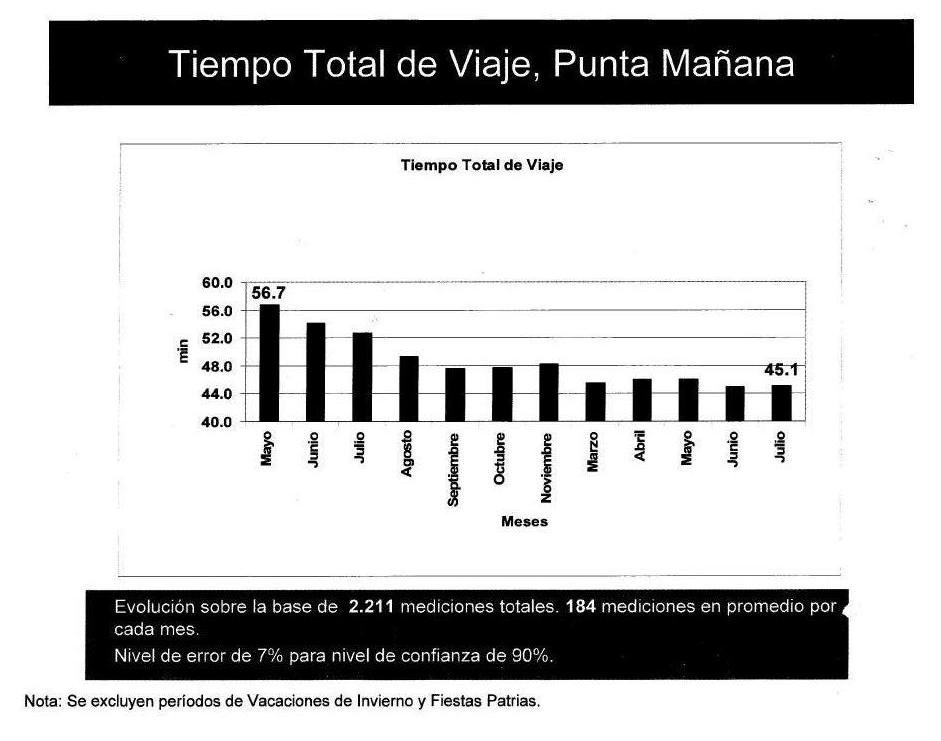 Tiempo Total de Viaje, Punta Mañana
Tiempo Total de Viaje
60.0
56.0
52.0
48.0
44.0
40.0
min
56.7
45.1
Mayo
Junio
Julio
Agosto
Septiembre
Octubre
Noviembre
Marzo
Abril
Mayo
Junio
Julio
Meses
Evolución sobre la base de 2.211 mediciones totales. 184 mediciones en promedio por
cada mes.
Nivel de error de 7% para nivel de confianza de 90%.
Nota: Se excluyen períodos de Vacaciones de Invierno y Fiestas Patrias.